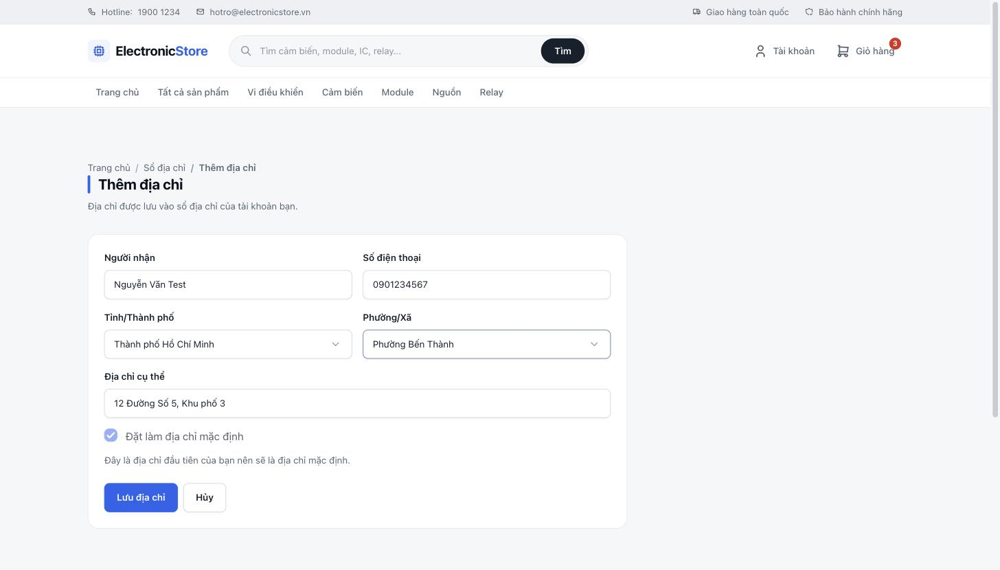 Hotline: 1900 1234 hotro@electronicstore.vn Giao hàng toàn quốc Bảo hành chính hãng
ElectronicStore Tìm cảm biến, module, IC, relay... Tìm Tài khoản Giỏ hàng 3
Trang chủ Tất cả sản phẩm Vi điều khiển Cảm biến Module Nguồn Relay
Trang chủ / Sổ địa chỉ / Thêm địa chỉ
Thêm địa chỉ
Địa chỉ được lưu vào sổ địa chỉ của tài khoản bạn.
Người nhận Số điện thoại
Nguyễn Văn Test 0901234567
Tỉnh/Thành phố Phường/Xã
Thành phố Hồ Chí Minh Phường Bến Thành
Địa chỉ cụ thể
12 Đường Số 5, Khu phố 3
Đặt làm địa chỉ mặc định
Đây là địa chỉ đầu tiên của bạn nên sẽ là địa chỉ mặc định.
Lưu địa chỉ Hủy